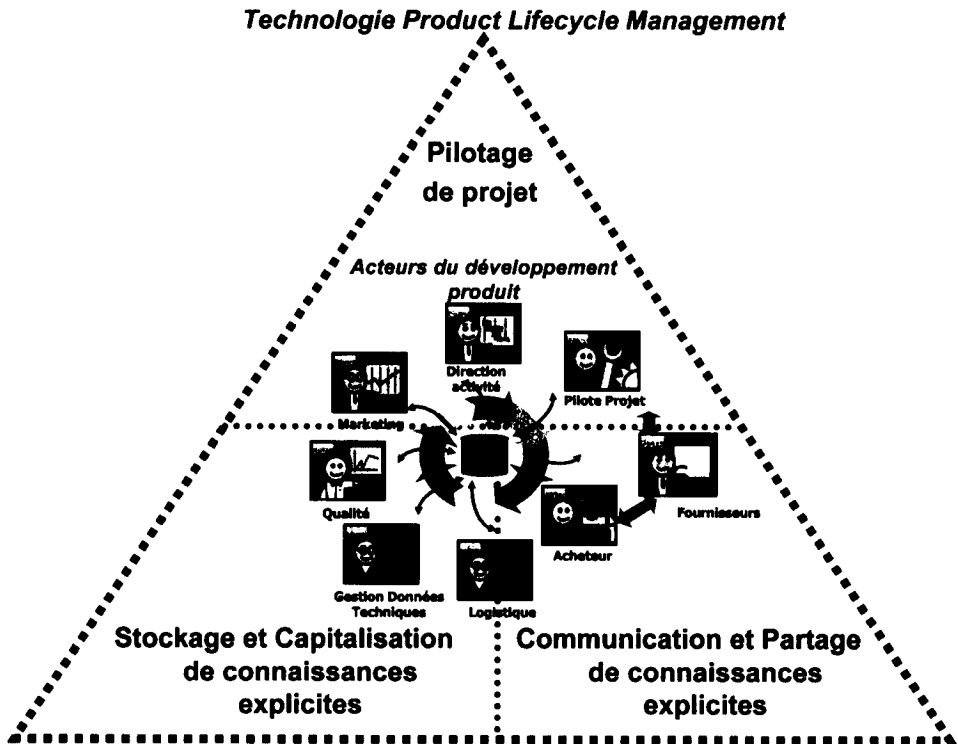 Technologie Product Lifecycle Management
Pilotage
de projet
Acteurs du développement
produit
Direction
activité
Pilote Projet
Marketing
Qualité
Fournisseurs
Acheteur
Gestion Données
Techniques
Logistique
Stockage et Capitalisation
de connaissances
explicites
Communication et Partage
de connaissances
explicites